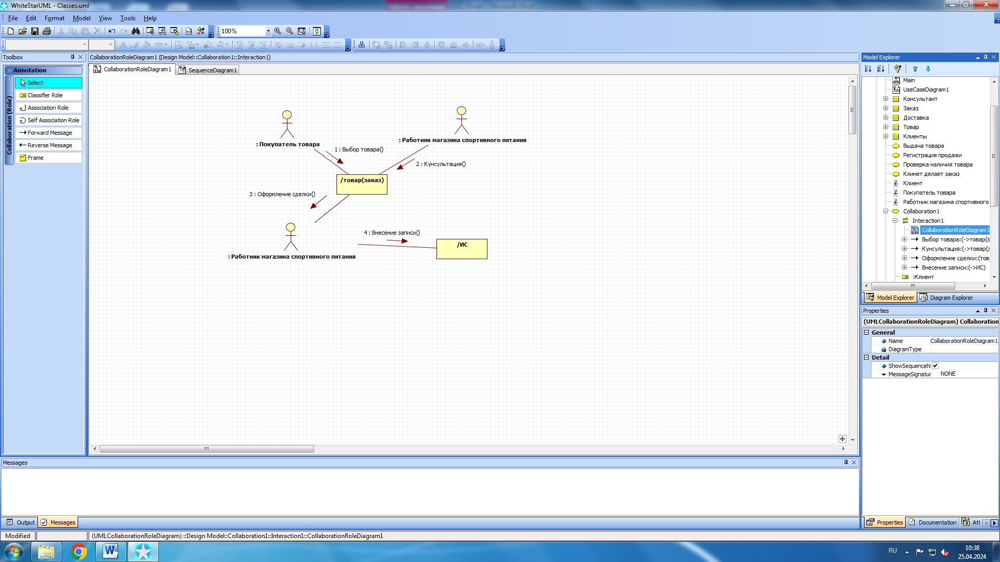 WhiteStarUML - Classes.uml
File Edit Format Model View Tools Help
100%
Toolbox
Annotation
Collaboration (Role)
Select
Classifier Role
Association Role
Self Association Role
Forward Message
Reverse Message
Frame
CollaborationRoleDiagram1 (Design Model::Collaboration1::Interaction1)
CollaborationRoleDiagram1
SequenceDiagram1
: Покупатель товара
: Работник магазина спортивного питания
1 : Выбор товара()
2 : Кунсультация()
/товар(заказ)
3 : Оформление сделки()
4 : Внесение записи()
/ИС
: Работник магазина спортивного питания
Model Explorer
Main
UseCaseDiagram1
Консультант
Заказ
Доставка
Товар
Клиенты
Выдача товара
Регистрация продажи
Проверка наличия товара
Клинет делает заказ
Клиент
Покупатель товара
Работник магазина спортивного
Collaboration1
Interaction1
CollaborationRoleDiagram1
Выбор товара:(->товар(з
Кунсультация:(->товар(з
Оформление сделки:(тов
Внесение записи:(->ИС)
:Клиент
Model Explorer
Diagram Explorer
Properties
(UMLCollaborationRoleDiagram) Collaboration
General
Name CollaborationRoleDiagram1
DiagramType
Detail
ShowSequenceN
MessageSignatur NONE
Properties
Documentation
Att
Messages
Output
Messages
Modified
(UMLCollaborationRoleDiagram) ::Design Model::Collaboration1::Interaction1::CollaborationRoleDiagram1
RU
10:38
25.04.2024